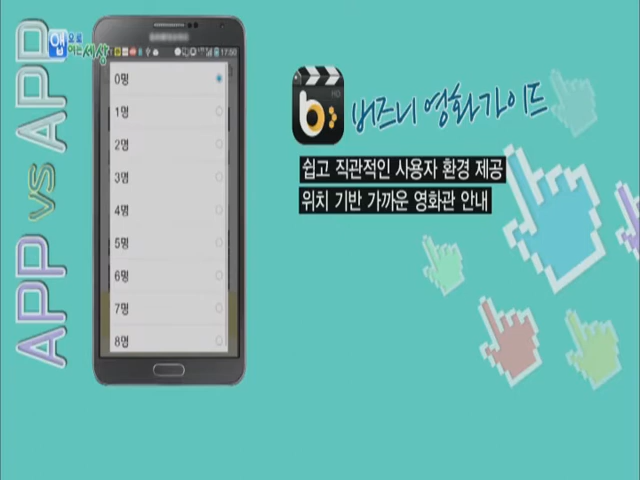 앱으로
여는세상
APP vs APP
17:50
0명
1명
2명
3명
4명
5명
6명
7명
8명
b
HD
버즈니 영화가이드
쉽고 직관적인 사용자 환경 제공
위치 기반 가까운 영화관 안내